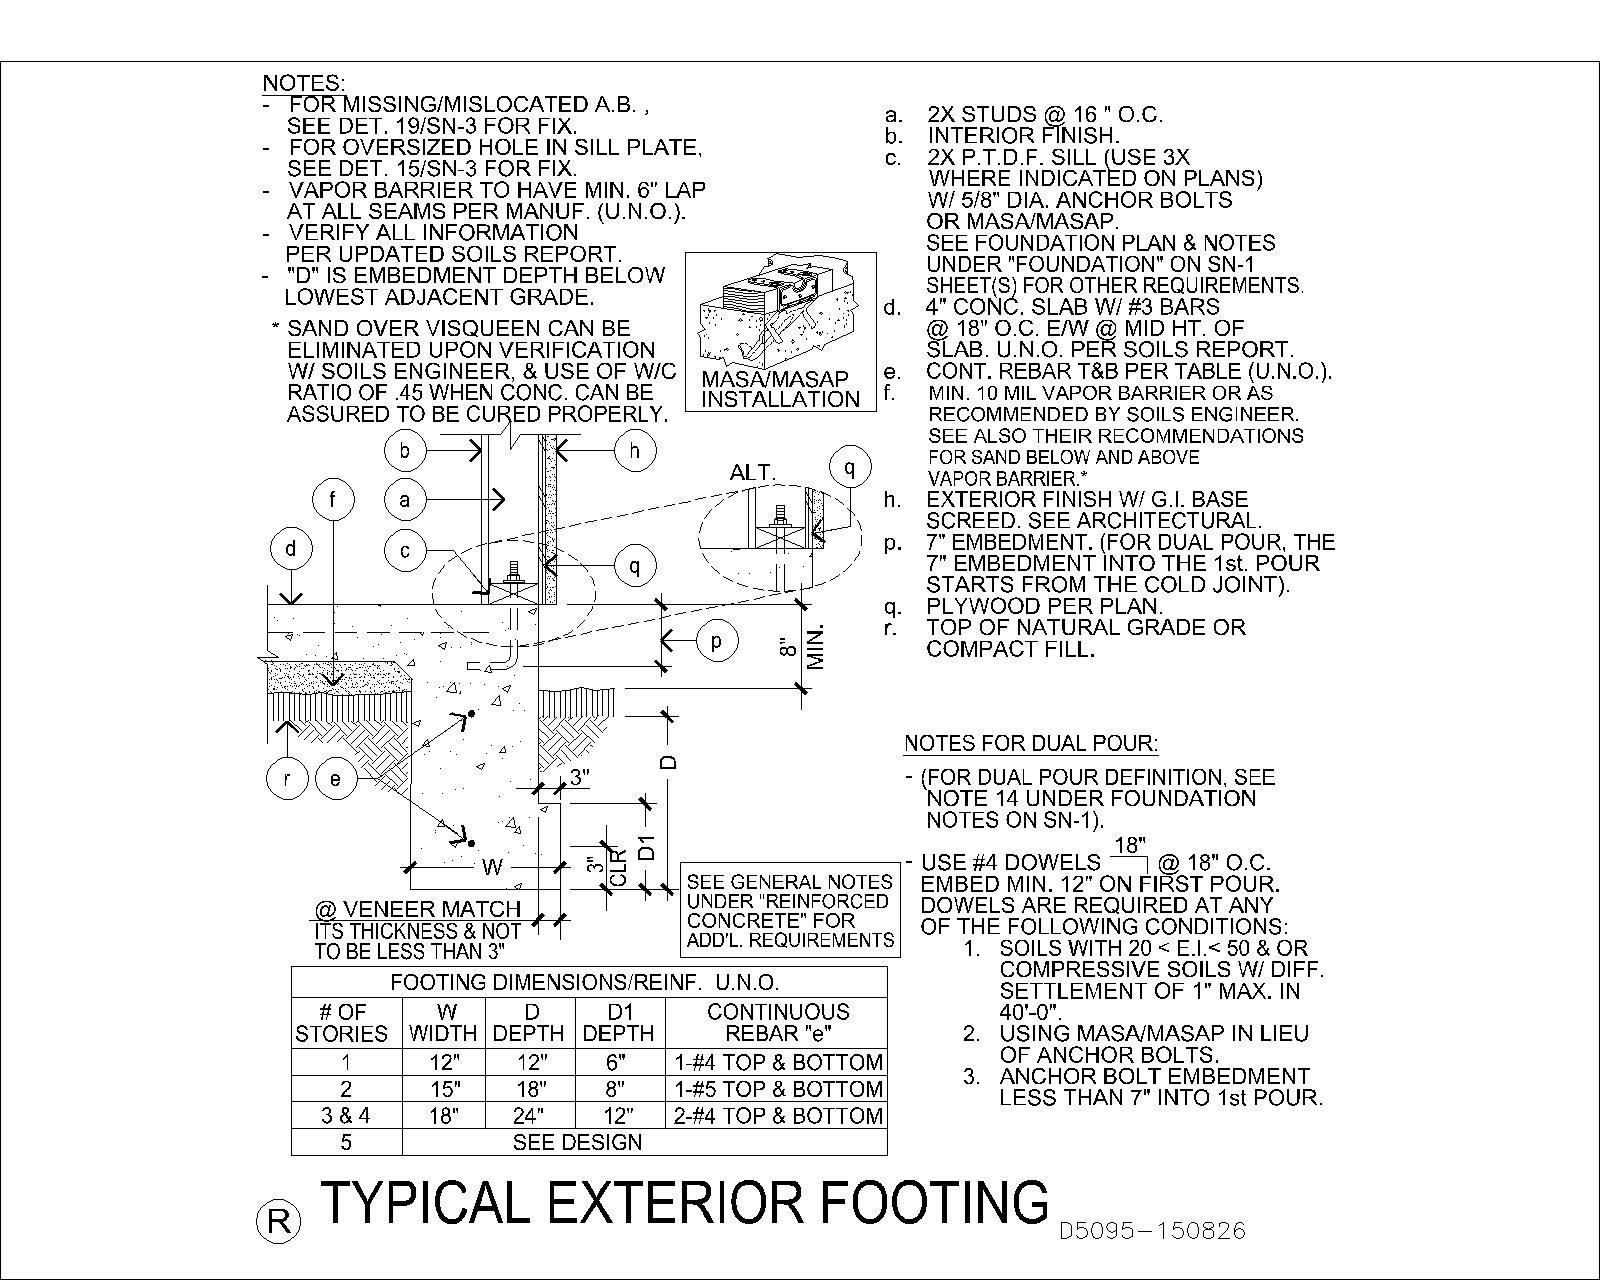 NOTES:
- FOR MISSING/MISLOCATED A.B. ,
SEE DET. 19/SN-3 FOR FIX.
- FOR OVERSIZED HOLE IN SILL PLATE,
SEE DET. 15/SN-3 FOR FIX.
- VAPOR BARRIER TO HAVE MIN. 6" LAP
AT ALL SEAMS PER MANUF. (U.N.O.).
- VERIFY ALL INFORMATION
PER UPDATED SOILS REPORT.
- "D" IS EMBEDMENT DEPTH BELOW
LOWEST ADJACENT GRADE.
* SAND OVER VISQUEEN CAN BE
ELIMINATED UPON VERIFICATION
W/ SOILS ENGINEER, & USE OF W/C
RATIO OF .45 WHEN CONC. CAN BE
ASSURED TO BE CURED PROPERLY.
MASA/MASAP
INSTALLATION
a. 2X STUDS @ 16 " O.C.
b. INTERIOR FINISH.
c. 2X P.T.D.F. SILL (USE 3X
WHERE INDICATED ON PLANS)
W/ 5/8" DIA. ANCHOR BOLTS
OR MASA/MASAP.
SEE FOUNDATION PLAN & NOTES
UNDER "FOUNDATION" ON SN-1
SHEET(S) FOR OTHER REQUIREMENTS.
d. 4" CONC. SLAB W/ #3 BARS
@ 18" O.C. E/W @ MID HT. OF
SLAB. U.N.O. PER SOILS REPORT.
e. CONT. REBAR T&B PER TABLE (U.N.O.).
f. MIN. 10 MIL VAPOR BARRIER OR AS
RECOMMENDED BY SOILS ENGINEER.
SEE ALSO THEIR RECOMMENDATIONS
FOR SAND BELOW AND ABOVE
VAPOR BARRIER.*
h. EXTERIOR FINISH W/ G.I. BASE
SCREED. SEE ARCHITECTURAL.
p. 7" EMBEDMENT. (FOR DUAL POUR, THE
7" EMBEDMENT INTO THE 1st. POUR
STARTS FROM THE COLD JOINT).
q. PLYWOOD PER PLAN.
r. TOP OF NATURAL GRADE OR
COMPACT FILL.
b
h
ALT.
q
f
a
d
c
q
p
8"
MIN.
r
e
3"
D
W
3"
CLR
D1
@ VENEER MATCH
ITS THICKNESS & NOT
TO BE LESS THAN 3"
SEE GENERAL NOTES
UNDER "REINFORCED
CONCRETE" FOR
ADD'L. REQUIREMENTS
NOTES FOR DUAL POUR:
- (FOR DUAL POUR DEFINITION, SEE
NOTE 14 UNDER FOUNDATION
NOTES ON SN-1).
18"
- USE #4 DOWELS @ 18" O.C.
EMBED MIN. 12" ON FIRST POUR.
DOWELS ARE REQUIRED AT ANY
OF THE FOLLOWING CONDITIONS:
1. SOILS WITH 20 < E.I.< 50 & OR
COMPRESSIVE SOILS W/ DIFF.
SETTLEMENT OF 1" MAX. IN
40'-0".
2. USING MASA/MASAP IN LIEU
OF ANCHOR BOLTS.
3. ANCHOR BOLT EMBEDMENT
LESS THAN 7" INTO 1st POUR.
FOOTING DIMENSIONS/REINF. U.N.O.
# OF STORIES W WIDTH D DEPTH D1 DEPTH CONTINUOUS REBAR "e"
1 12" 12" 6" 1-#4 TOP & BOTTOM
2 15" 18" 8" 1-#5 TOP & BOTTOM
3 & 4 18" 24" 12" 2-#4 TOP & BOTTOM
5 SEE DESIGN
R TYPICAL EXTERIOR FOOTING
D5095-150826